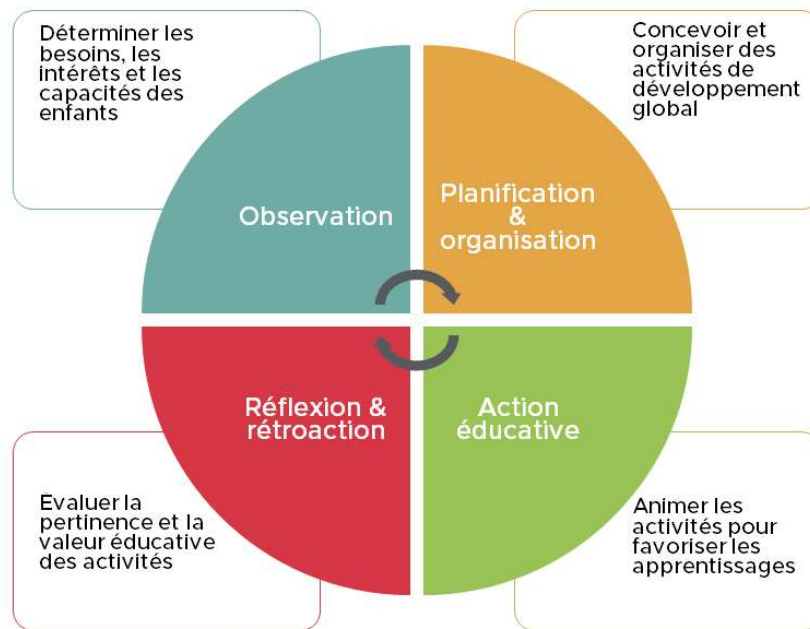 Déterminer les
besoins, les
intérêts et les
capacités des
enfants
Concevoir et
organiser des
activités de
développement
global
Observation
Planification
&
organisation
Réflexion &
rétroaction
Action
éducative
Évaluer la
pertinence et la
valeur éducative
des activités
Animer les
activités pour
favoriser les
apprentissages